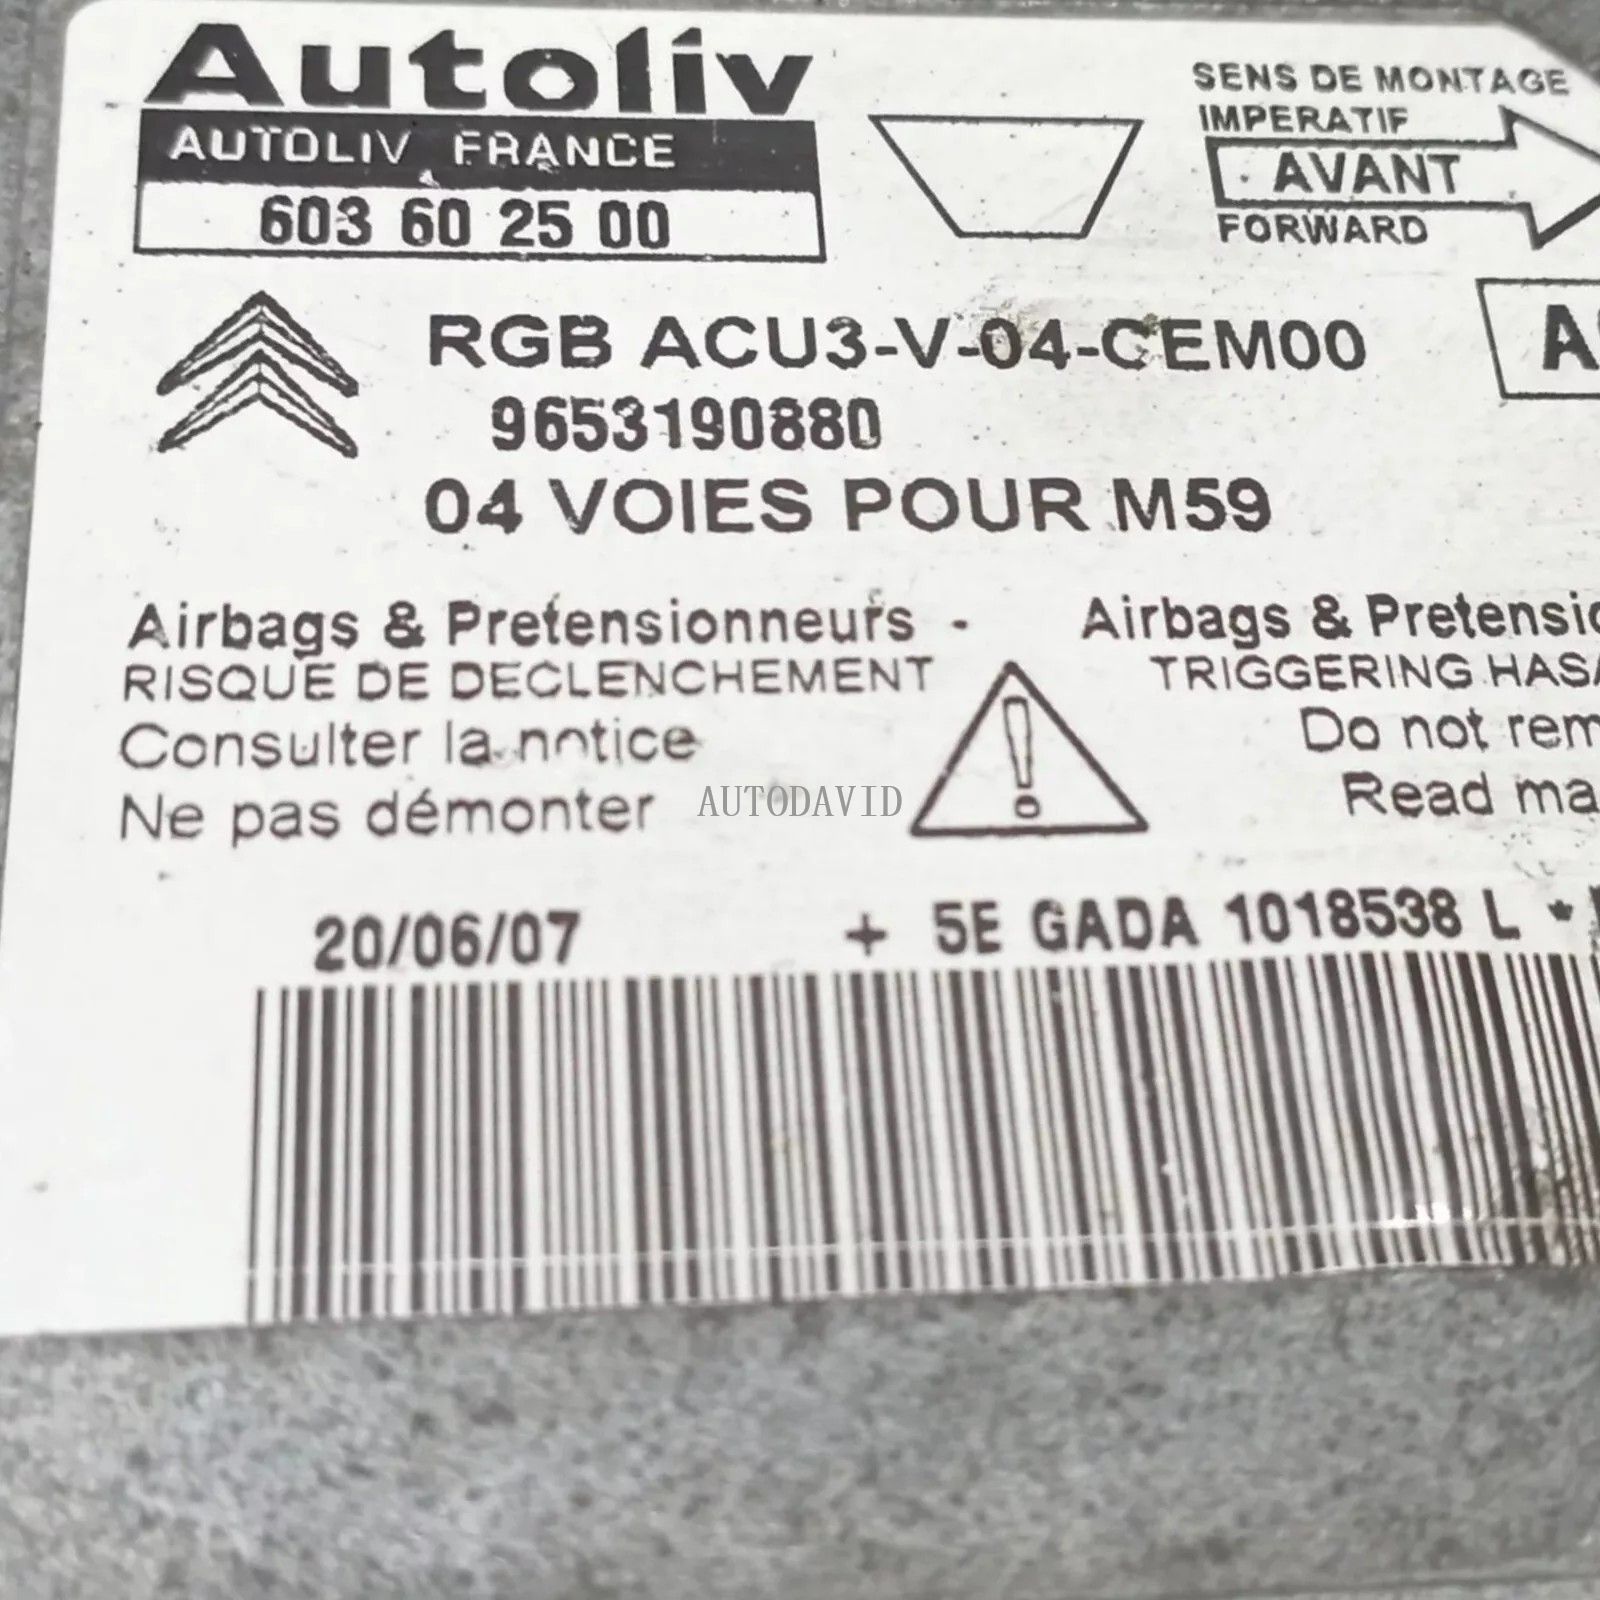 Autoliv
AUTOLIV FRANCE
603 60 25 00
SENS DE MONTAGE
IMPERATIF
AVANT
FORWARD
RGB ACU3-V-04-CEM00
9653190880
04 VOIES POUR M59
Airbags & Pretensionneurs -
RISQUE DE DECLENCHEMENT
Consulter la notice
Ne pas démonter
Airbags &
TRIGGERING
Do not
Read
AUTODAVID
20/06/07 + 5E GADA 1018538 L *